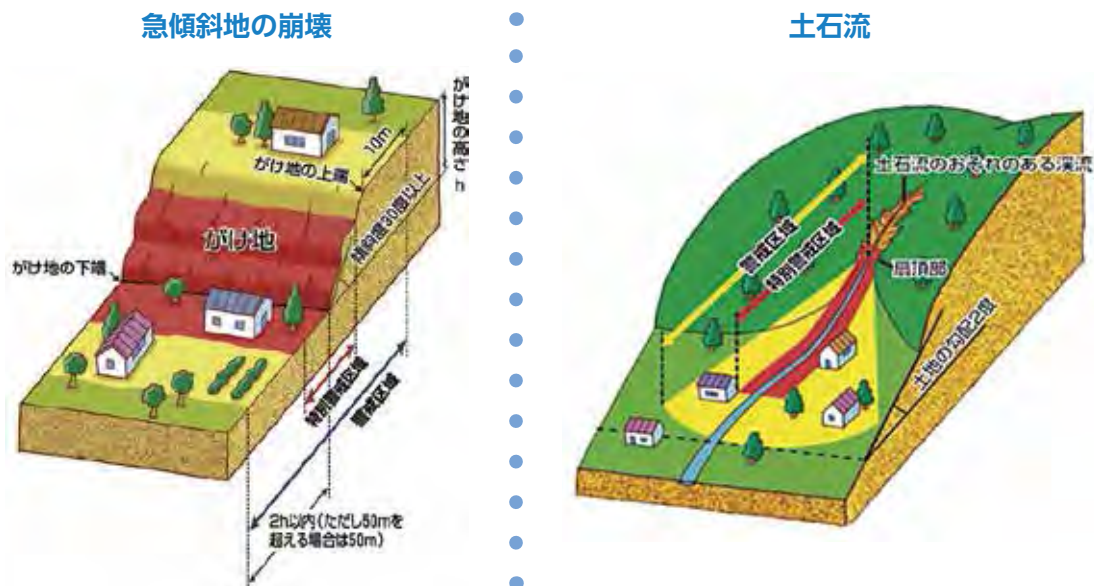 急傾斜地の崩壊
がけ地の高さh
10m
がけ地の上端
傾斜度30度以上
がけ地
がけ地の下端
特別警戒区域
警戒区域
2h以内(ただし50mを
超える場合は50m)
土石流
土石流のおそれのある渓流
警戒区域
特別警戒区域
扇頂部
土地の勾配2度